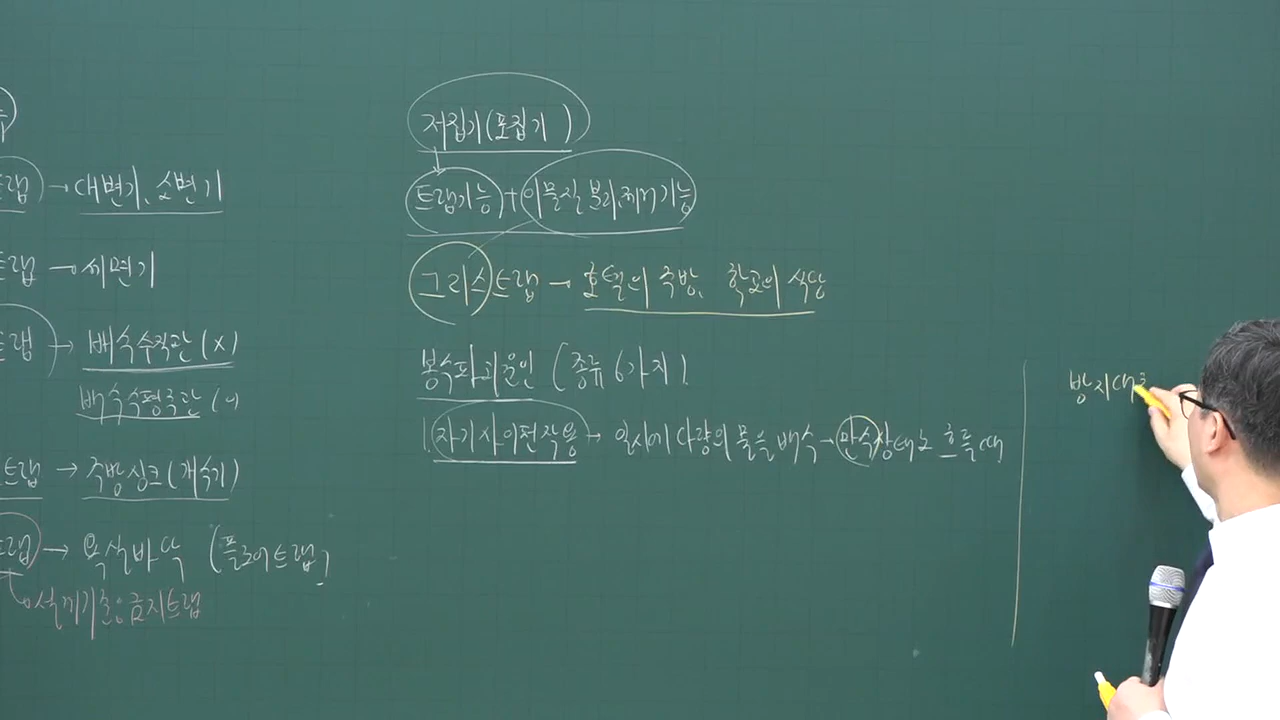 트랩 → 대변기, 소변기
트랩 → 세면기
트랩 → 배수수직관 (x)
배수수평주관 (
트랩 → 주방싱크 (개수기)
트랩 → 욕실바닥 (플로어트랩)
금지트랩
저집기 (포집기)
트랩기능 + 이물질 분리, 제거기능
그리스트랩 → 호텔의 주방, 학교의 식당
봉수파괴원인 (종류 6가지)
1. 자기사이펀작용 → 일시에 다량의 물을 배수 → 만수상태로 흐를 때
방지대